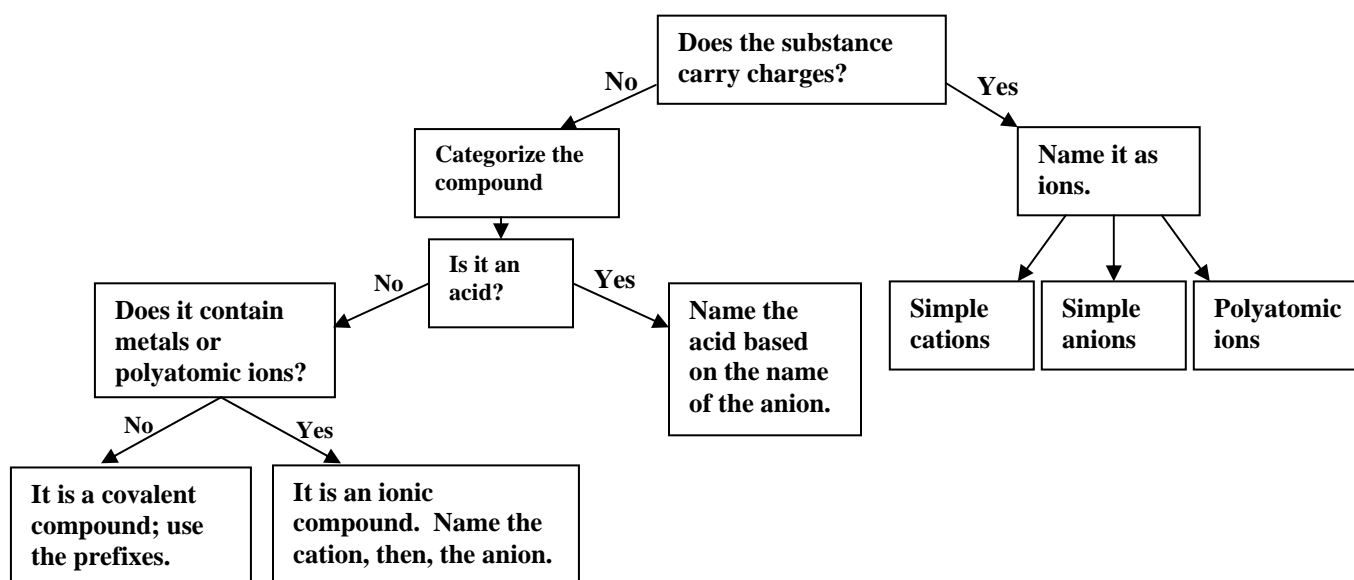 Does the substance
carry charges?
No
Yes
Categorize the
compound
Name it as
ions.
Is it an
acid?
No
Yes
Does it contain
metals or
polyatomic ions?
Name the
acid based
on the name
of the anion.
Simple
cations
Simple
anions
Polyatomic
ions
No
Yes
It is a covalent
compound; use
the prefixes.
It is an ionic
compound.  Name the
cation, then, the anion.